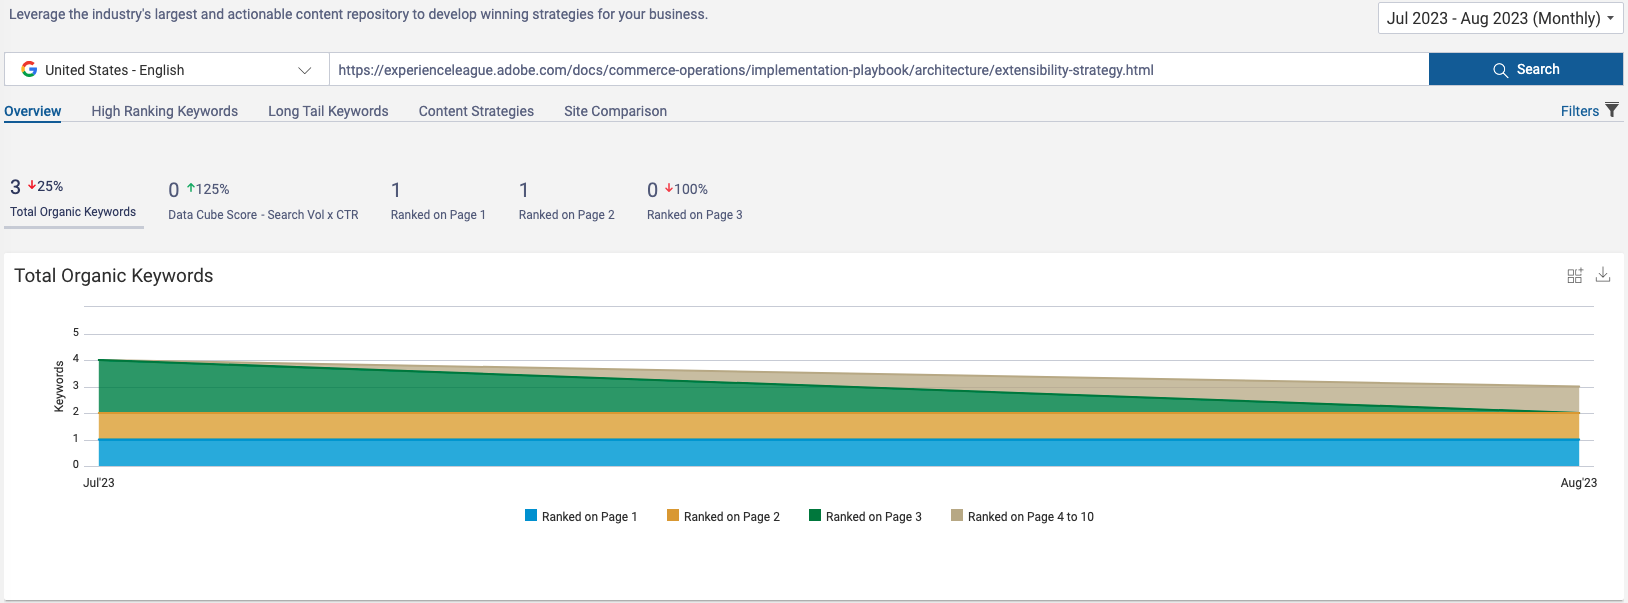 Leverage the industry's largest and actionable content repository to develop winning strategies for your business.
Jul 2023 - Aug 2023 (Monthly)
United States - English
https://experienceleague.adobe.com/docs/commerce-operations/implementation-playbook/architecture/extensibility-strategy.html
Search
Overview High Ranking Keywords Long Tail Keywords Content Strategies Site Comparison Filters
3 25%
Total Organic Keywords
0 125%
Data Cube Score - Search Vol x CTR
1
Ranked on Page 1
1
Ranked on Page 2
0 100%
Ranked on Page 3
Total Organic Keywords
Keywords
5
4
3
2
1
0
Jul'23 Aug'23
Ranked on Page 1 Ranked on Page 2 Ranked on Page 3 Ranked on Page 4 to 10